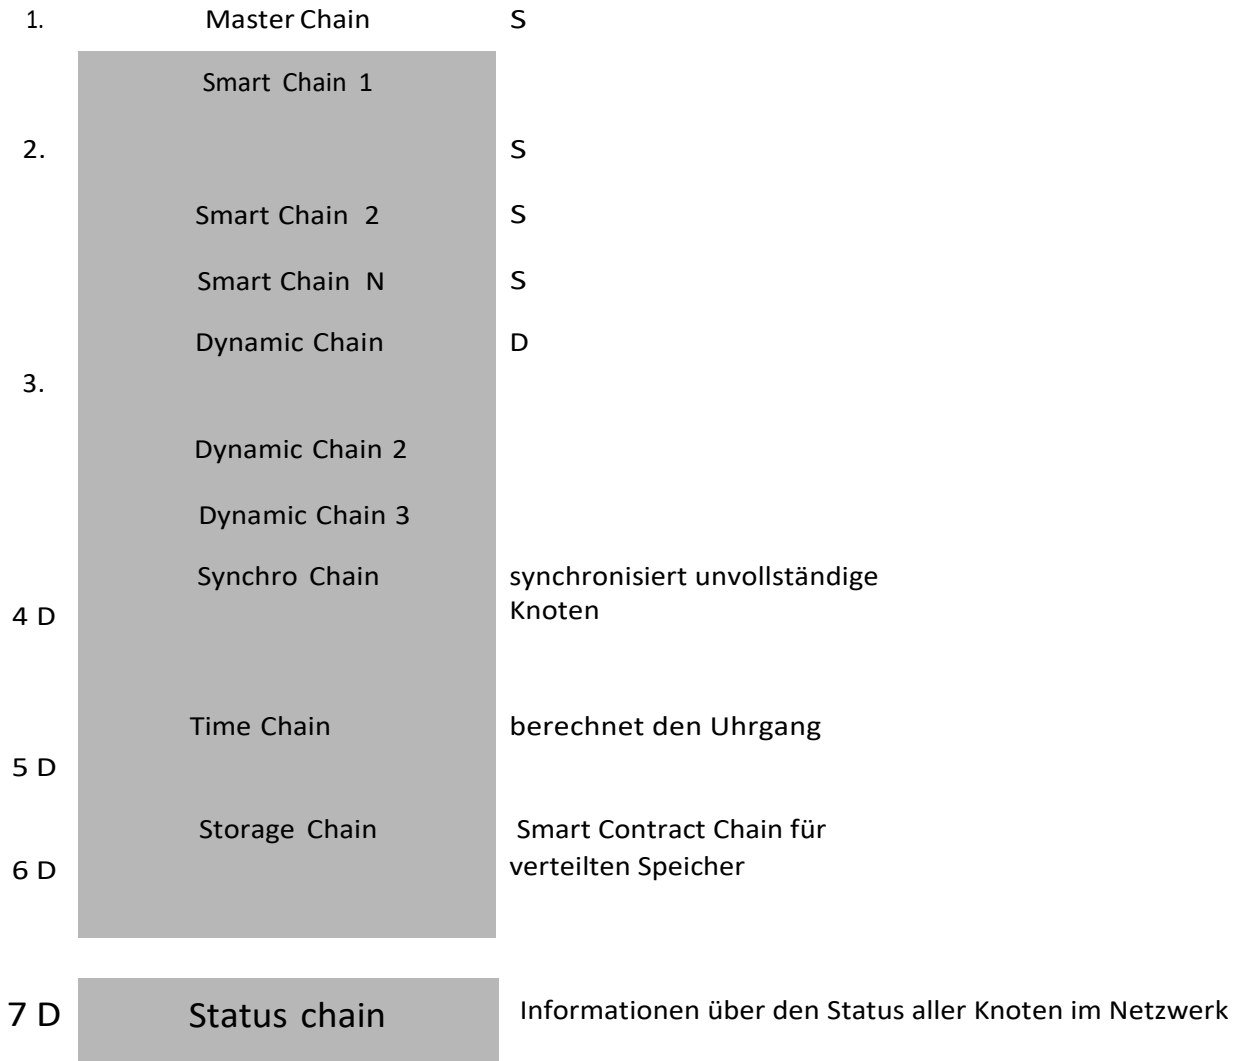 1. Master Chain S
Smart Chain 1
2. S
Smart Chain 2 S
Smart Chain N S
Dynamic Chain D
3.
Dynamic Chain 2
Dynamic Chain 3
Synchro Chain synchronisiert unvollständige
4 D Knoten
Time Chain berechnet den Uhrgang
5 D
Storage Chain Smart Contract Chain für
6 D verteilten Speicher
7 D Status chain Informationen über den Status aller Knoten im Netzwerk